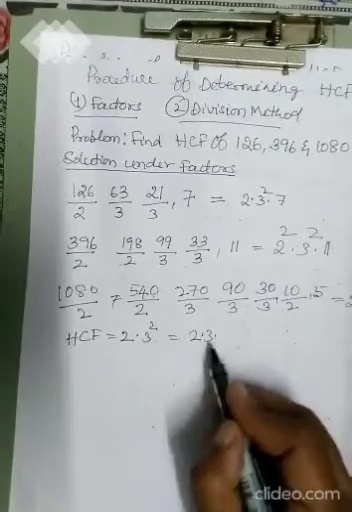 Procedure of Determining HCF
① Factors ② Division Method
Problem: Find HCF Of 126, 396 & 1080
Solution under Factors
126/2 63/3 21/3, 7 = 2·3²·7
396/2 198/2 99/3 33/3, 11 = 2²·3²·11
1080/2, 540/2 270/3 90/3 30/3, 10/2, 5 = 2
HCF = 2·3² = 2·3·
clideo.com